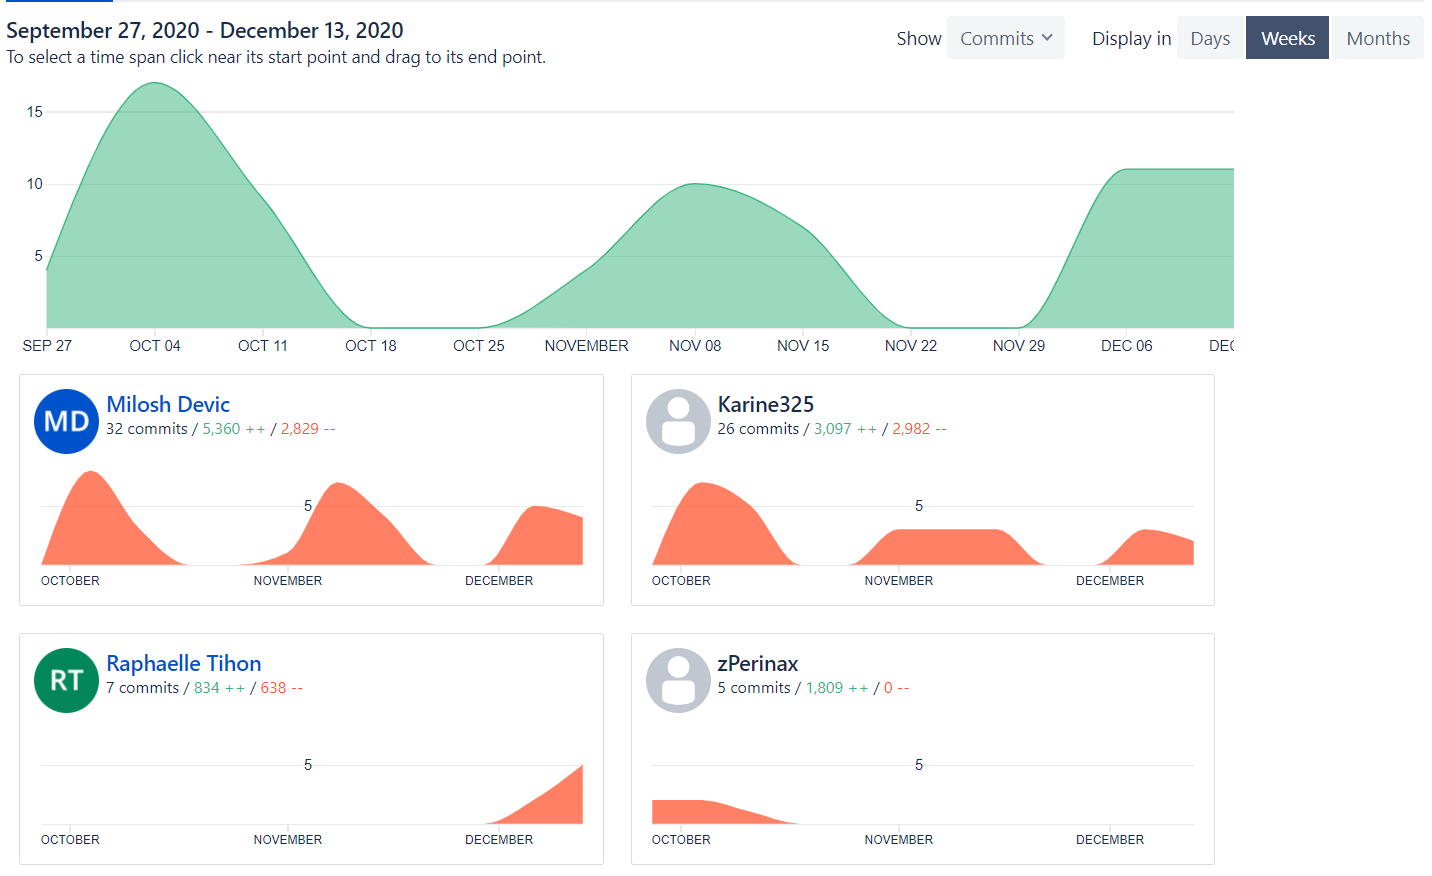 September 27, 2020 - December 13, 2020
To select a time span click near its start point and drag to its end point.
Show Commits Display in Days Weeks Months
15
10
5
SEP 27 OCT 04 OCT 11 OCT 18 OCT 25 NOVEMBER NOV 08 NOV 15 NOV 22 NOV 29 DEC 06 DEC
MD
Milosh Devic
32 commits / 5,360 ++ / 2,829 --
5
OCTOBER NOVEMBER DECEMBER
Karine325
26 commits / 3,097 ++ / 2,982 --
5
OCTOBER NOVEMBER DECEMBER
RT
Raphaelle Tihon
7 commits / 834 ++ / 638 --
5
OCTOBER NOVEMBER DECEMBER
zPerinax
5 commits / 1,809 ++ / 0 --
5
OCTOBER NOVEMBER DECEMBER